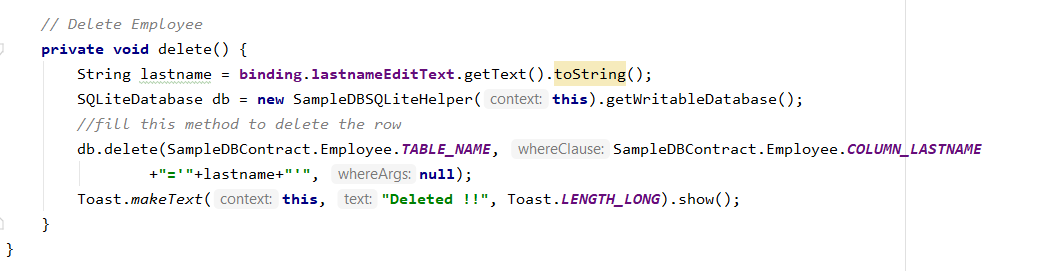 // Delete Employee
private void delete() {
String lastname = binding.lastnameEditText.getText().toString();
SQLiteDatabase db = new SampleDBSQLiteHelper( context: this).getWritableDatabase();
//fill this method to delete the row
db.delete(SampleDBContract.Employee.TABLE_NAME, whereClause: SampleDBContract.Employee.COLUMN_LASTNAME
+"='"+lastname+"'", whereArgs: null);
Toast.makeText( context: this, text: "Deleted !!", Toast.LENGTH_LONG).show();
}
}